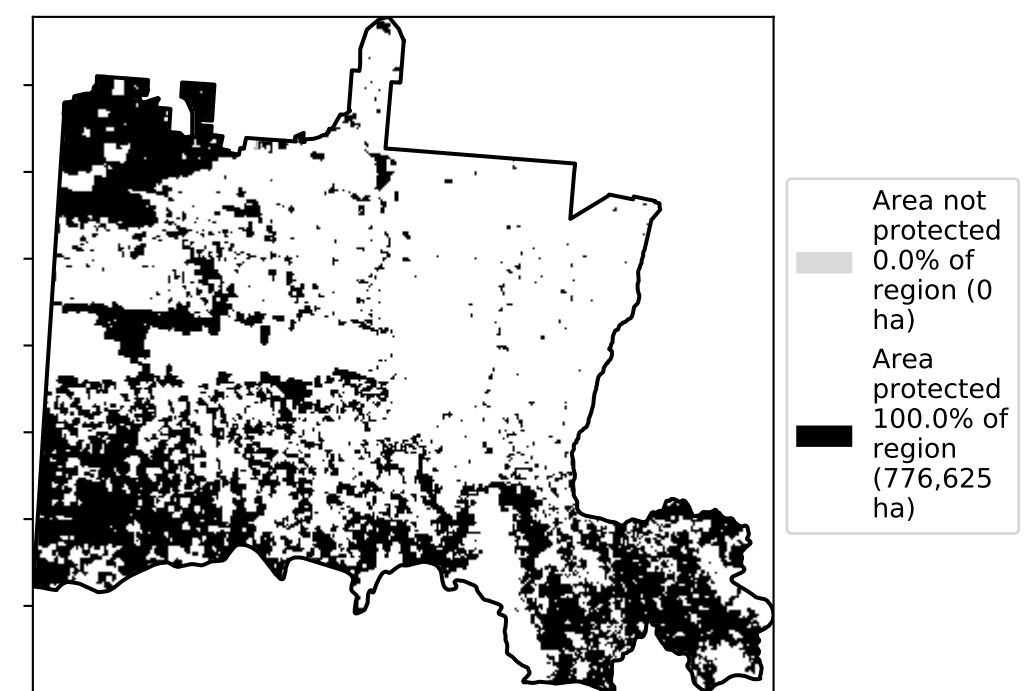 Area not
protected
0.0% of
region (0
ha)
Area
protected
100.0% of
region
(776,625
ha)